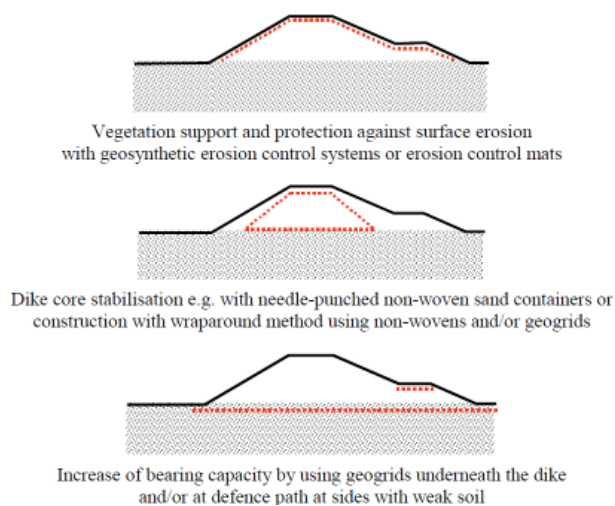 Vegetation support and protection against surface erosion
with geosynthetic erosion control systems or erosion control mats
Dike core stabilisation e.g. with needle-punched non-woven sand containers or
construction with wraparound method using non-wovens and/or geogrids
Increase of bearing capacity by using geogrids underneath the dike
and/or at defence path at sides with weak soil